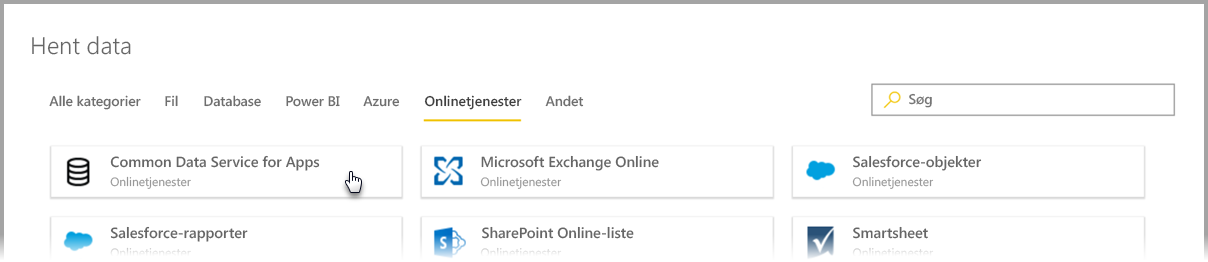 Hent data
Alle kategorier Fil Database Power BI Azure Onlinetjenester Andet
Søg
Common Data Service for Apps
Onlinetjenester
Microsoft Exchange Online
Onlinetjenester
Salesforce-objekter
Onlinetjenester
Salesforce-rapporter
Onlinetjenester
SharePoint Online-liste
Onlinetjenester
Smartsheet
Onlinetjenester